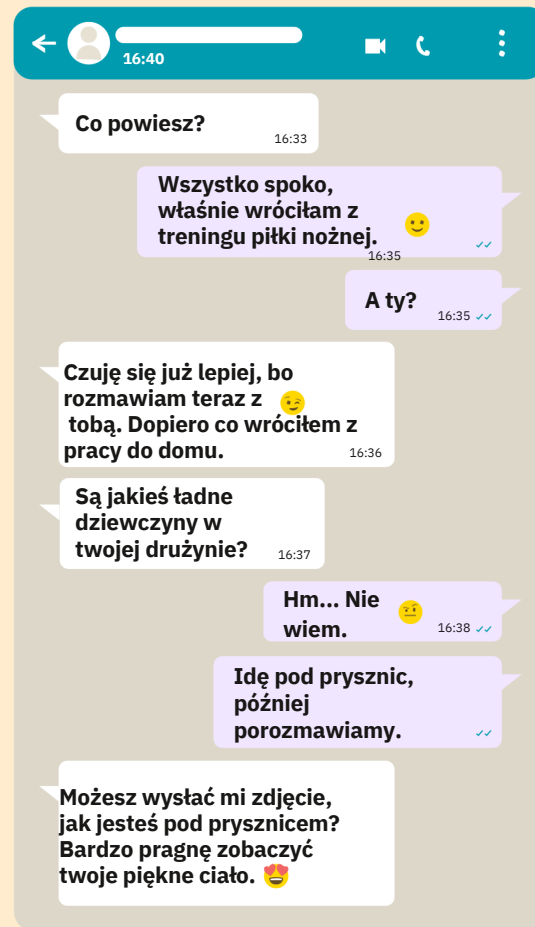 16:40
Co powiesz?
16:33
Wszystko spoko,
właśnie wróciłam z
treningu piłki nożnej.
16:35
A ty?
16:35
Czuję się już lepiej, bo
rozmawiam teraz z
tobą. Dopiero co wróciłem z
pracy do domu.
16:36
Są jakieś ładne
dziewczyny w
twojej drużynie?
16:37
Hm... Nie
wiem.
16:38
Idę pod prysznic,
później
porozmawiamy.
Możesz wysłać mi zdjęcie,
jak jesteś pod prysznicem?
Bardzo pragnę zobaczyć
twoje piękne ciało.